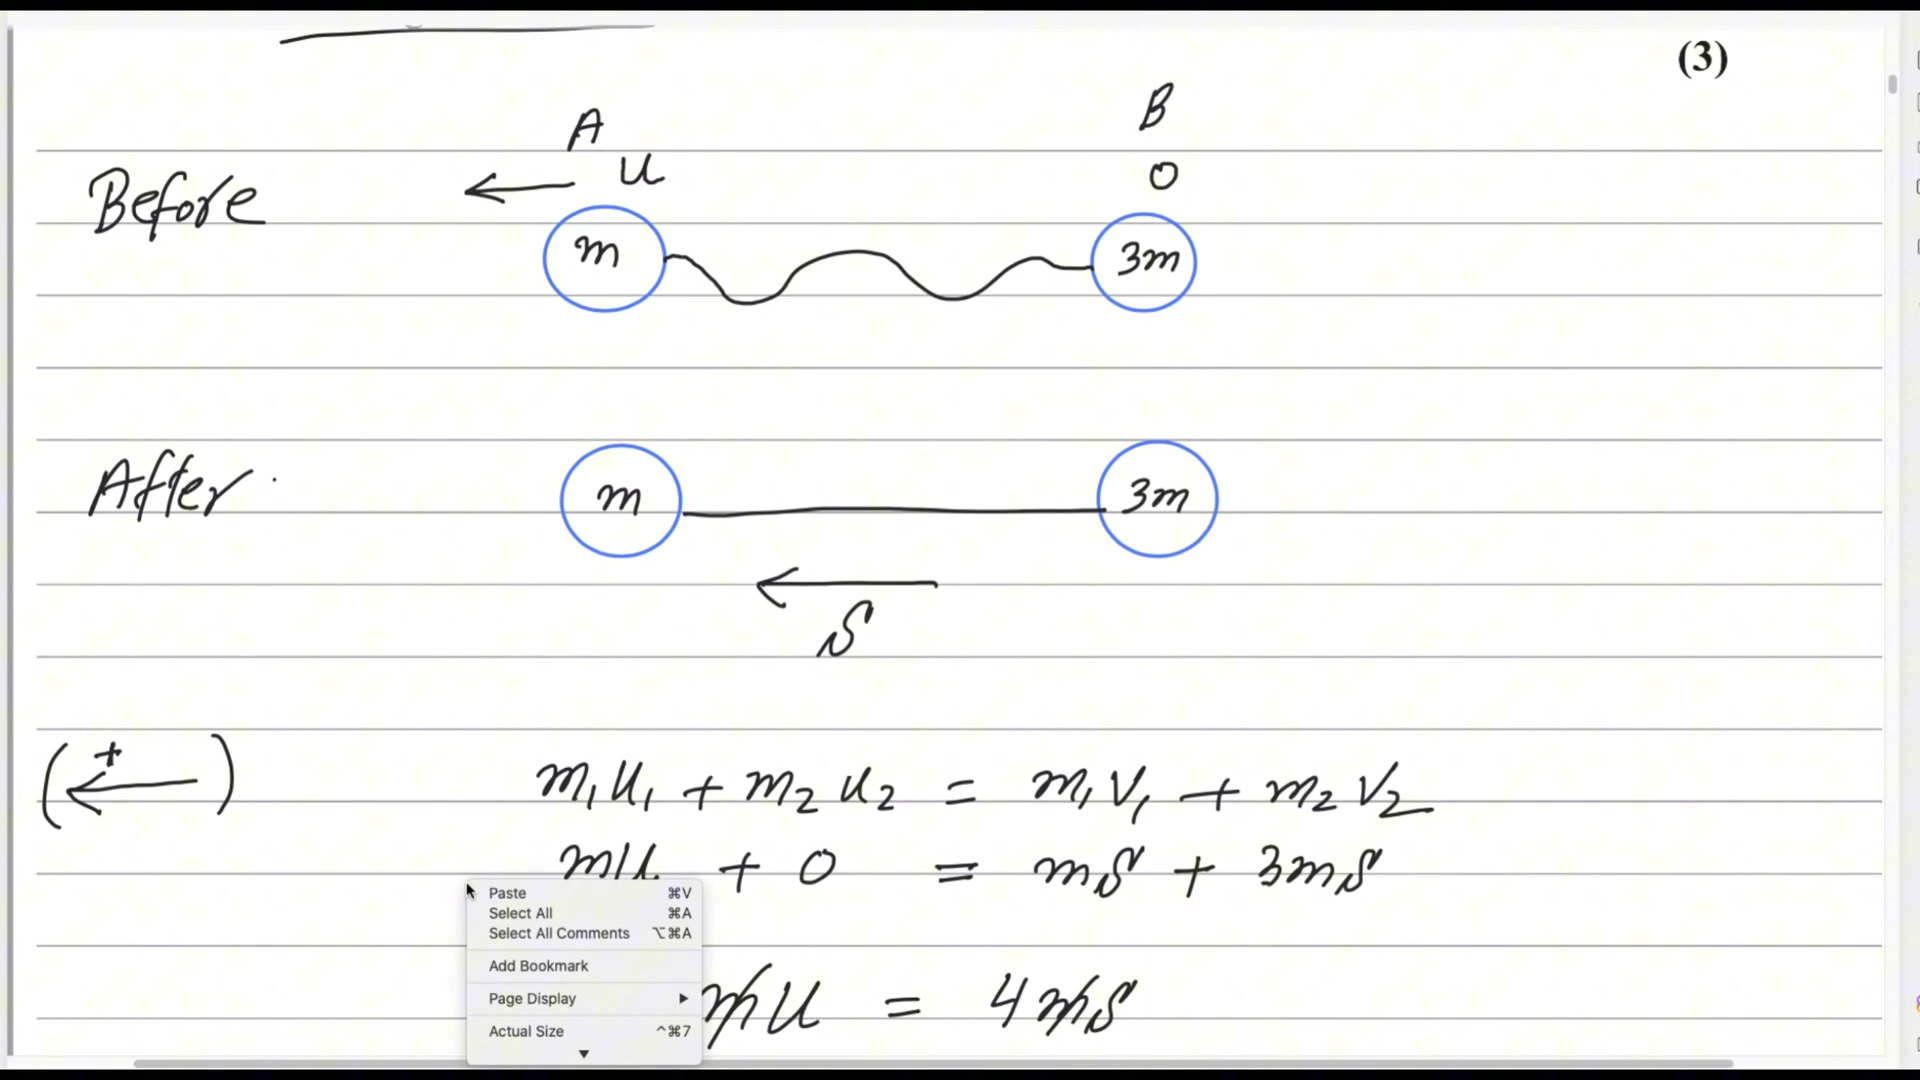 (3)
A B
Before U 0
m 3m
After m 3m
S
(+) m₁U₁ + m₂U₂ = m₁V₁ + m₂V₂
mU + 0 = mS + 3mS
Paste ⌘V
Select All ⌘A
Select All Comments ⌥⌘A
Add Bookmark
Page Display ▶
Actual Size ^⌘7
mU = 4mS